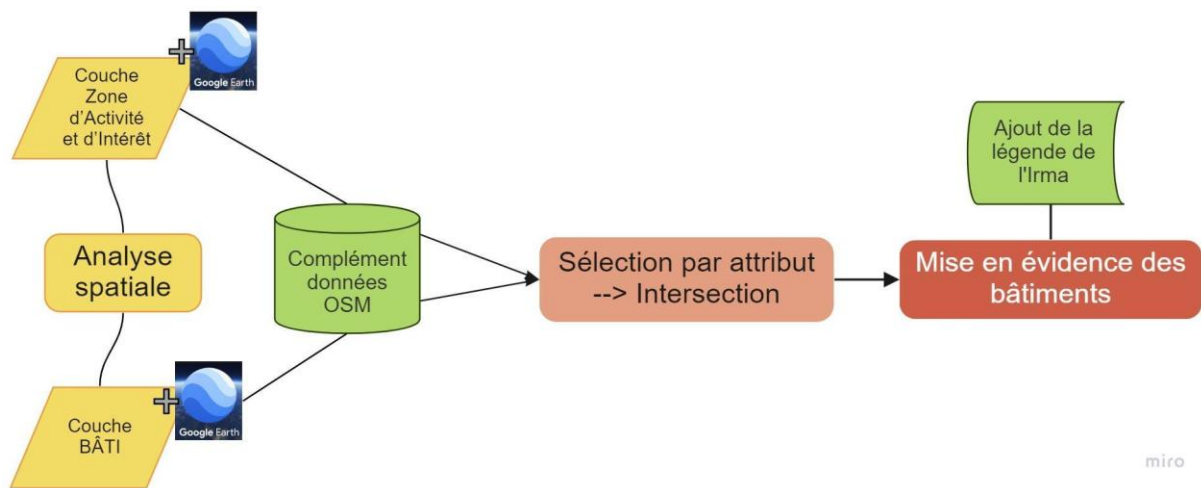 Couche
Zone
d'Activité
et d'Intérêt
Google Earth
Analyse
spatiale
Couche
BÂTI
Google Earth
Complément
données
OSM
Sélection par attribut
--> Intersection
Ajout de la
légende de
l'Irma
Mise en évidence des
bâtiments
miro